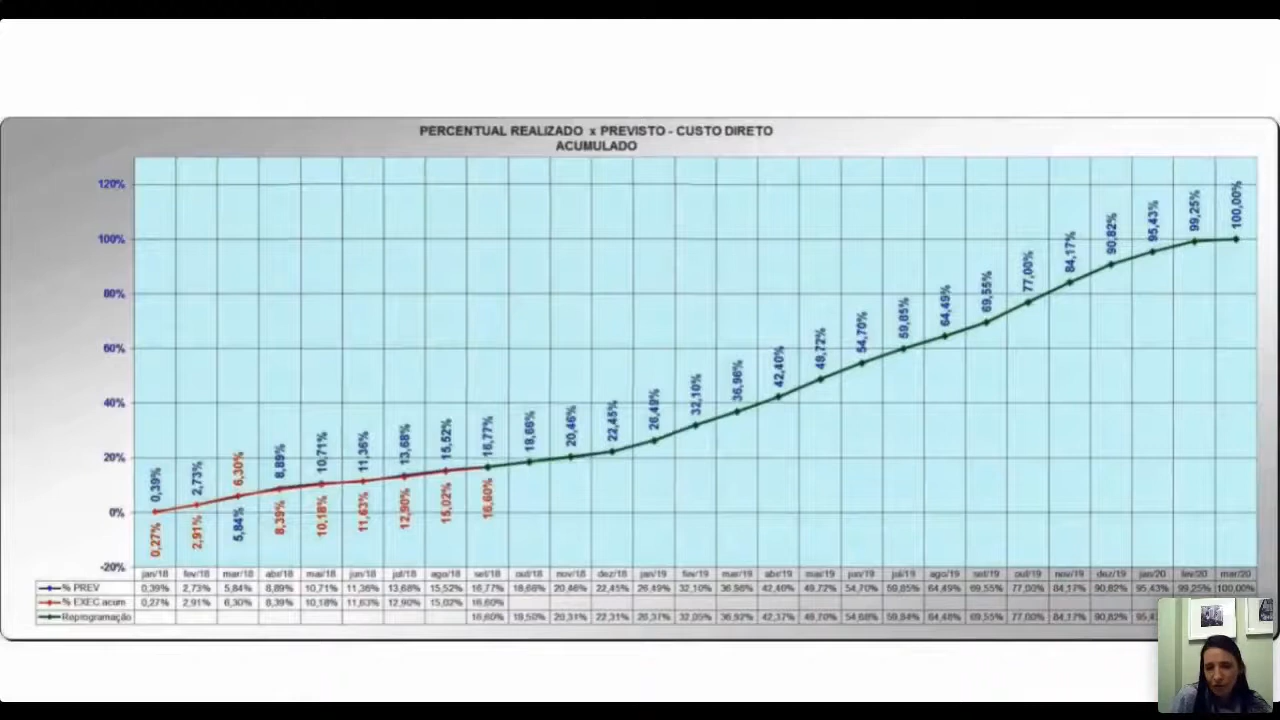 PERCENTUAL REALIZADO x PREVISTO - CUSTO DIRETO
ACUMULADO
120%
100%
80%
60%
40%
20%
0%
-20%
0,39% 2,73% 6,30% 8,89% 10,71% 11,36% 13,68% 15,52% 16,77% 18,66% 20,46% 22,45% 26,49% 32,10% 36,96% 42,40% 49,72% 54,70% 59,85% 64,49% 69,55% 77,00% 84,17% 90,82% 95,43% 99,25% 100,00%
0,27% 2,91% 5,84% 8,39% 10,18% 11,63% 12,90% 15,02% 16,60%
jan/18 fev/18 mar/18 abr/18 mai/18 jun/18 jul/18 ago/18 set/18 out/18 nov/18 dez/18 jan/19 fev/19 mar/19 abr/19 mai/19 jun/19 jul/19 ago/19 set/19 out/19 nov/19 dez/19 jan/20 fev/20 mar/20
% PREV 0,39% 2,73% 5,84% 8,89% 10,71% 11,36% 13,68% 15,52% 16,77% 18,66% 20,46% 22,45% 26,49% 32,10% 36,96% 42,40% 49,72% 54,70% 59,85% 64,49% 69,55% 77,00% 84,17% 90,82% 95,43% 99,25% 100,00%
% EXEC acum 0,27% 2,91% 6,30% 8,39% 10,18% 11,63% 12,90% 15,02% 16,60%
Reprogramação 16,60% 18,50% 20,31% 22,31% 26,37% 32,05% 36,92% 42,37% 49,70% 54,68% 59,84% 64,48% 69,55% 77,00% 84,17% 90,82%